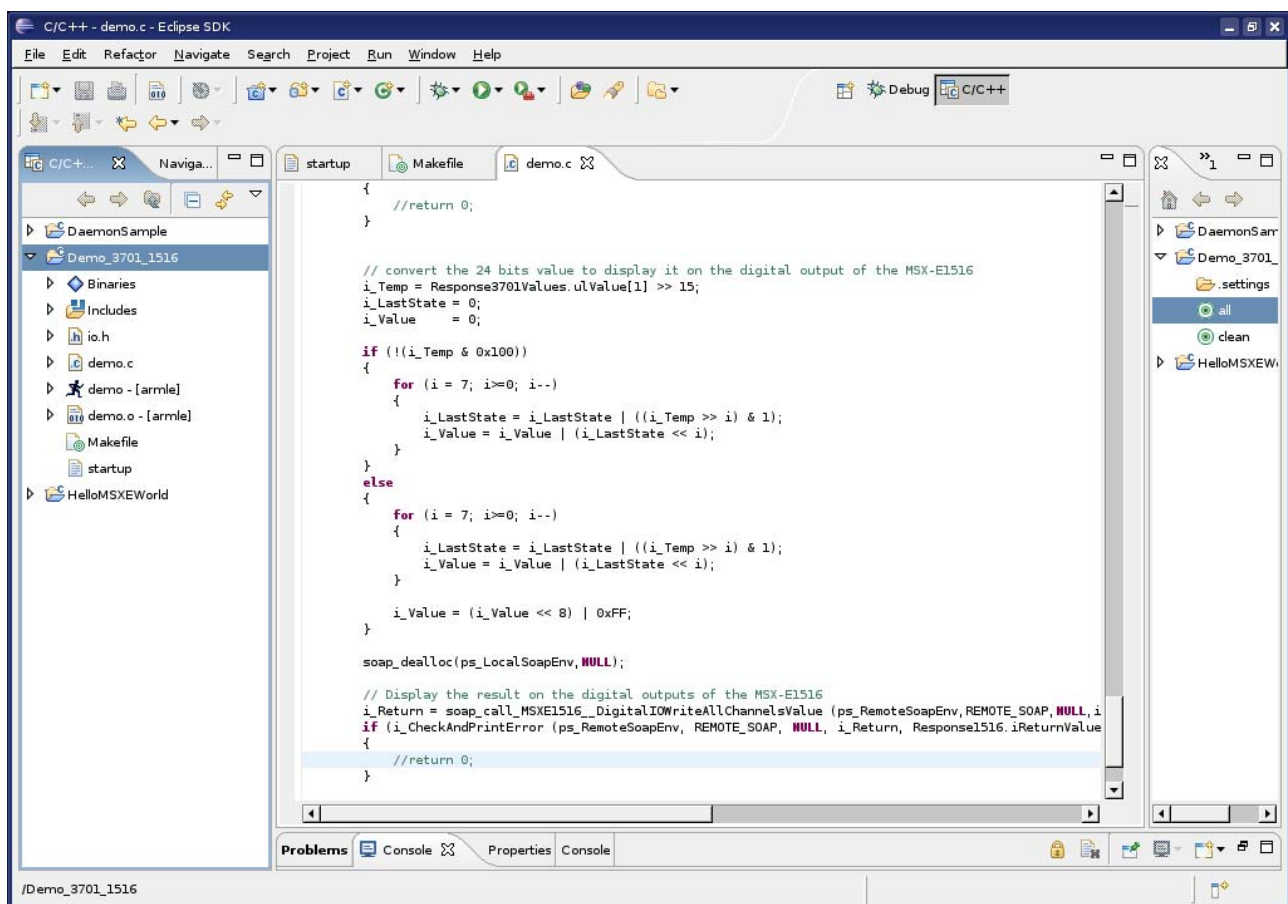 C/C++ - demo.c - Eclipse SDK
File Edit Refactor Navigate Search Project Run Window Help
Debug C/C++
C/C+... Naviga...
DaemonSample
Demo_3701_1516
Binaries
Includes
io.h
demo.c
demo - [armle]
demo.o - [armle]
Makefile
startup
HelloMSXEWorld
startup Makefile demo.c
{
//return 0;
}
// convert the 24 bits value to display it on the digital output of the MSX-E1516
i_Temp = Response3701Values.ulValue[1] >> 15;
i_LastState = 0;
i_Value     = 0;
if (!(i_Temp & 0x100))
{
for (i = 7; i>=0; i--)
{
i_LastState = i_LastState | ((i_Temp >> i) & 1);
i_Value = i_Value | (i_LastState << i);
}
}
else
{
for (i = 7; i>=0; i--)
{
i_LastState = i_LastState | ((i_Temp >> i) & 1);
i_Value = i_Value | (i_LastState << i);
}
i_Value = (i_Value << 8) | 0xFF;
}
soap_dealloc(ps_LocalSoapEnv,NULL);
// Display the result on the digital outputs of the MSX-E1516
i_Return = soap_call_MSXE1516__DigitalIOWriteAllChannelsValue (ps_RemoteSoapEnv,REMOTE_SOAP,NULL,i
if (i_CheckAndPrintError (ps_RemoteSoapEnv, REMOTE_SOAP, NULL, i_Return, Response1516.iReturnValue
{
//return 0;
}
»1
DaemonSam
Demo_3701_
.settings
all
clean
HelloMSXEW
Problems Console Properties Console
/Demo_3701_1516